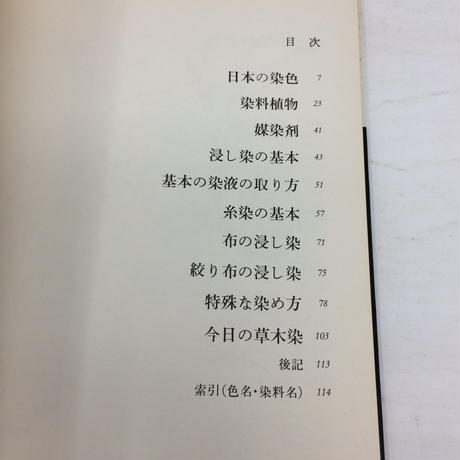 目 次
日本の染色 7
染料植物 23
媒染剤 41
浸し染の基本 43
基本の染液の取り方 51
糸染の基本 57
布の浸し染 71
絞り布の浸し染 75
特殊な染め方 78
今日の草木染 103
後記 113
索引(色名・染料名) 114